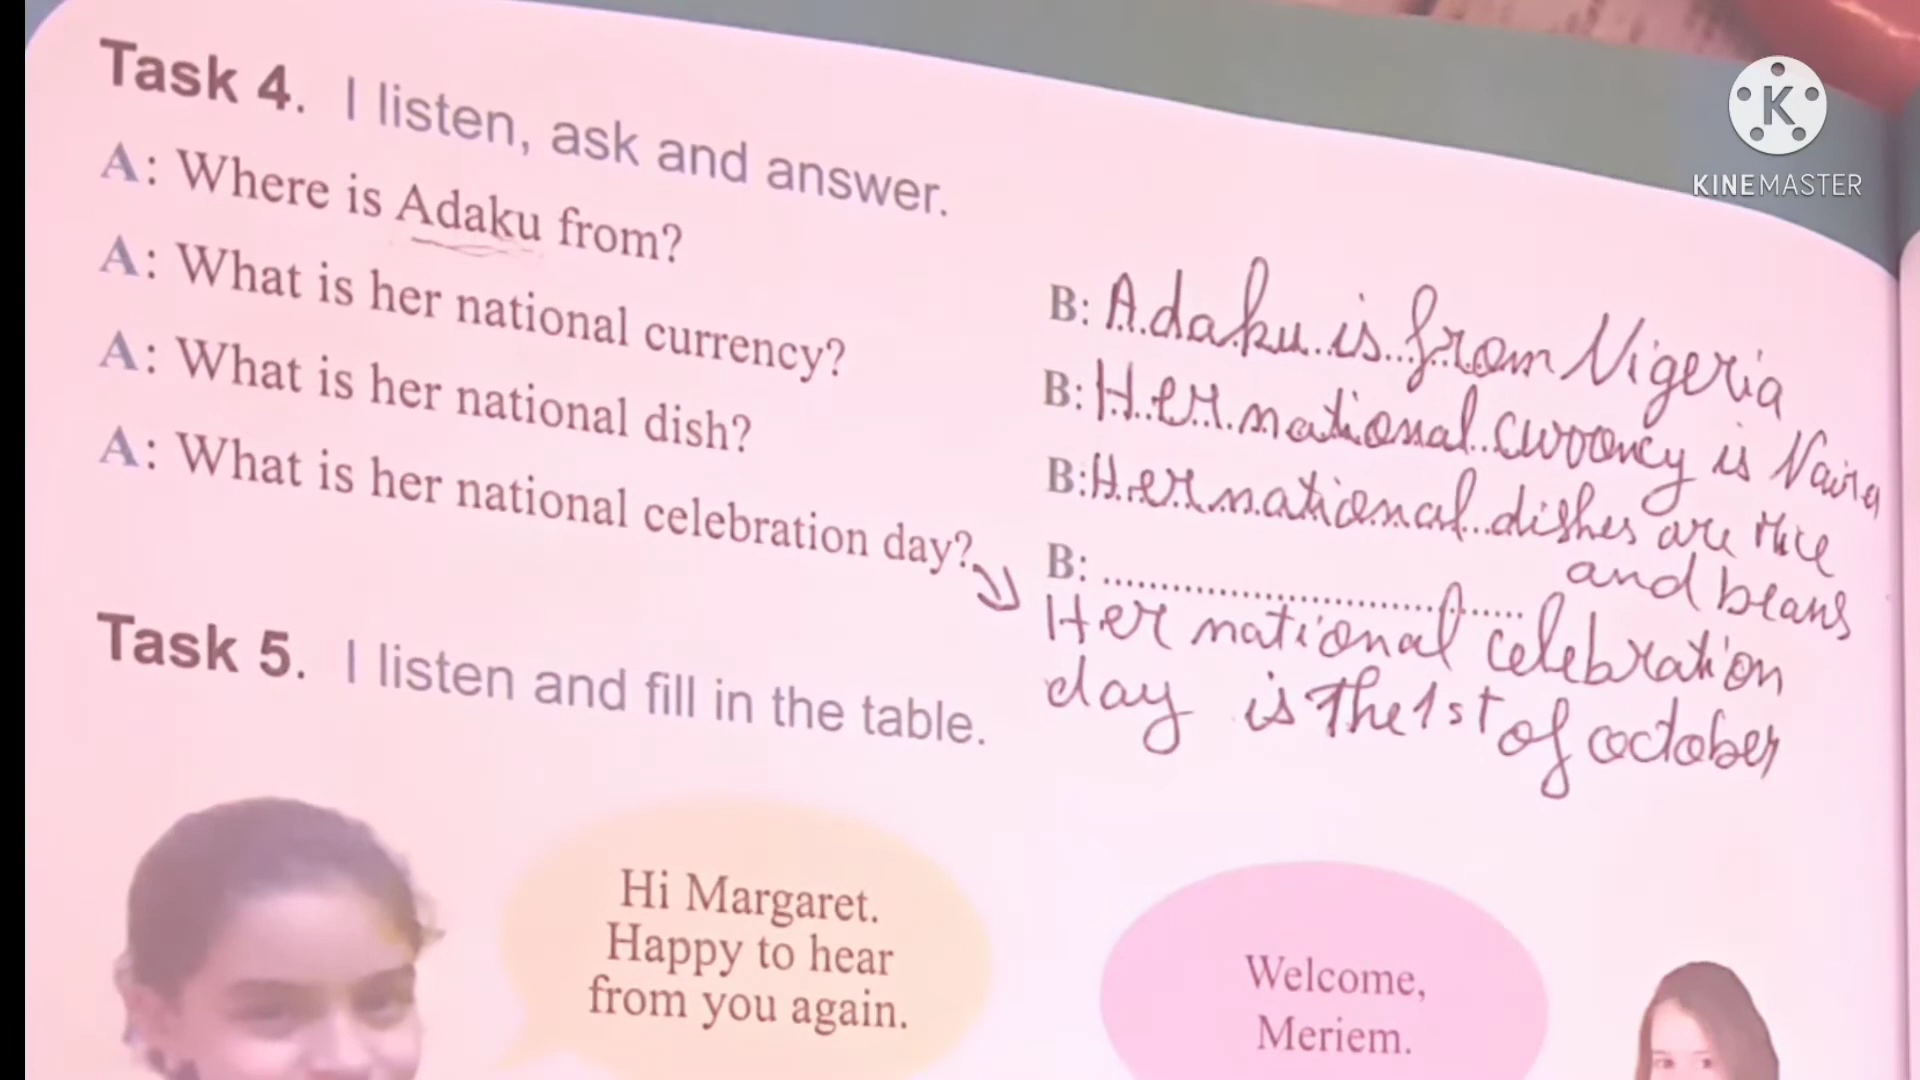 Task 4. I listen, ask and answer.
A: Where is Adaku from?
A: What is her national currency?
A: What is her national dish?
A: What is her national celebration day?
B: Adaku is from Nigeria
B: Her national curroncy is Naira
B: Her national dishes are rice
and beans
B: ..........................................
Her national celebration
day is The 1st of october
Task 5. I listen and fill in the table.
Hi Margaret.
Happy to hear
from you again.
Welcome,
Meriem.
K
KINEMASTER